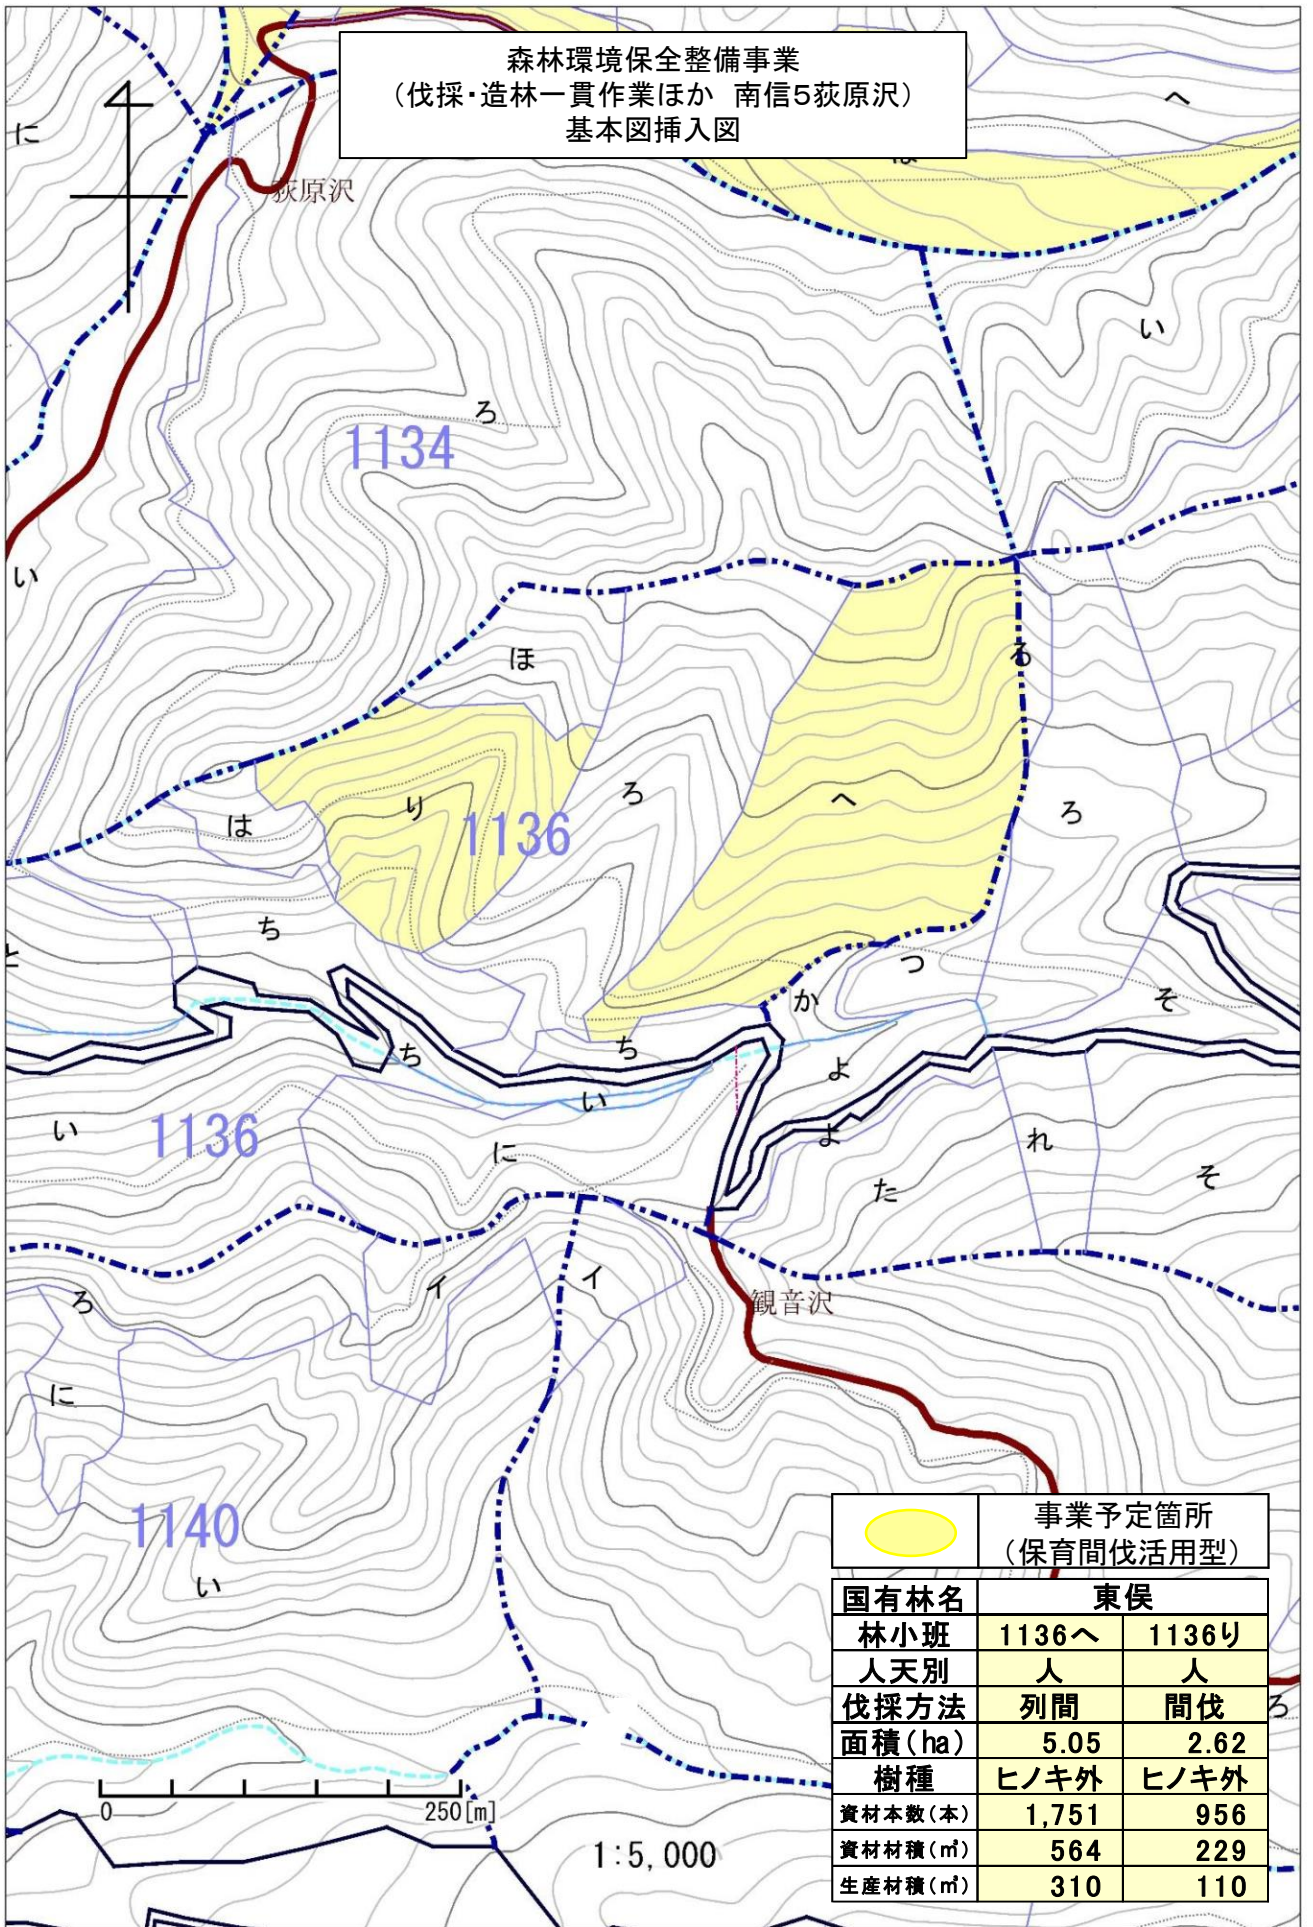 森林環境保全整備事業
（伐採・造林一貫作業ほか 南信5荻原沢）
基本図挿入図
に
へ
荻原沢
い
ろ
1134
い
ほ
る
は
り
1136
ろ
へ
ろ
ち
つ
か
そ
ち
ち
よ
い
い
1136
に
よ
れ
た
そ
イ
イ
ろ
観音沢
に
1140
い
事業予定箇所
（保育間伐活用型）
国有林名 東俣
林小班 1136へ 1136り
人天別 人 人
伐採方法 列間 間伐
ろ
面積(ha) 5.05 2.62
樹種 ヒノキ外 ヒノキ外
資材本数(本) 1,751 956
資材材積(㎥) 564 229
生産材積(㎥) 310 110
0 250[m]
1:5,000